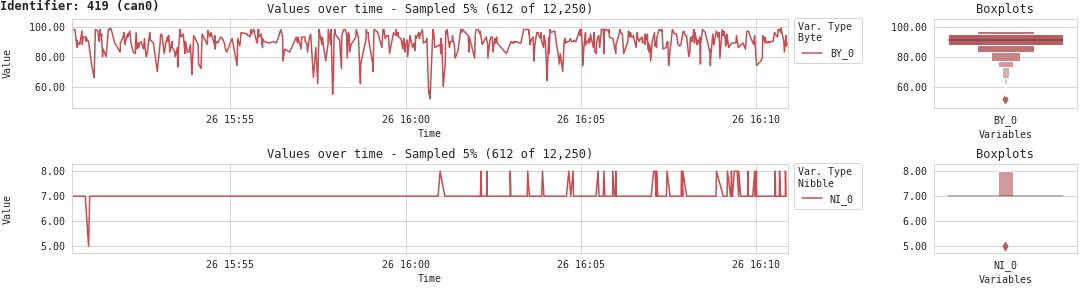 Identifier: 419 (can0)
Values over time - Sampled 5% (612 of 12,250)
Boxplots
100.00
80.00
60.00
Value
26 15:55
26 16:00
26 16:05
26 16:10
Time
Var. Type
Byte
BY_0
BY_0
Variables
Values over time - Sampled 5% (612 of 12,250)
Boxplots
8.00
7.00
6.00
5.00
Value
26 15:55
26 16:00
26 16:05
26 16:10
Time
Var. Type
Nibble
NI_0
8.00
7.00
6.00
5.00
NI_0
Variables
100.00
80.00
60.00